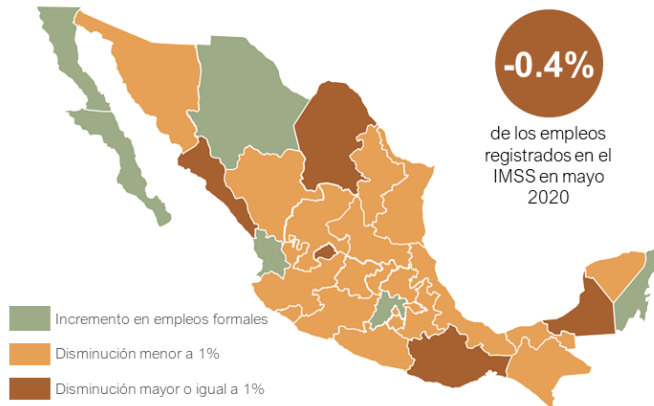 -0.4%
de los empleos
registrados en el
IMSS en mayo
2020
Incremento en empleos formales
Disminución menor a 1%
Disminución mayor o igual a 1%